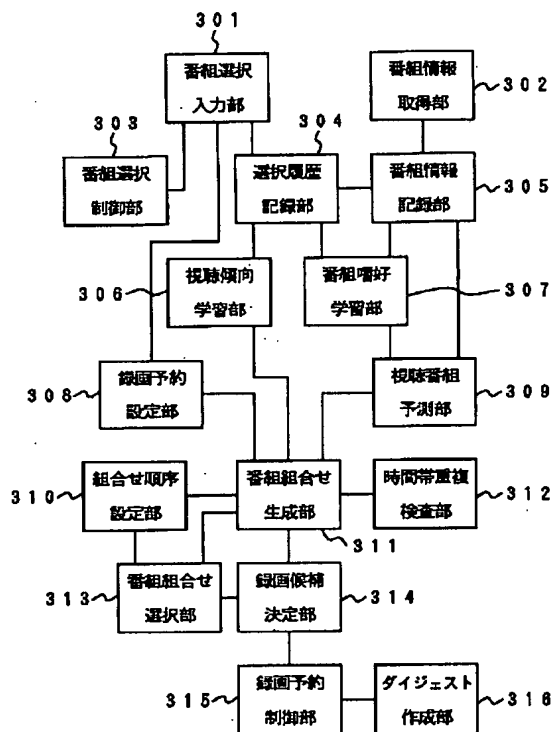 301
番組選択
入力部
番組情報
取得部
302
303
番組選択
制御部
304
選択履歴
記録部
番組情報
記録部
305
306
視聴傾向
学習部
番組嗜好
学習部
307
308
録画予約
設定部
視聴番組
予測部
309
310
組合せ順序
設定部
番組組合せ
生成部
311
時間帯重複
検査部
312
313
番組組合せ
選択部
録画候補
決定部
314
315
録画予約
制御部
ダイジェスト
作成部
316